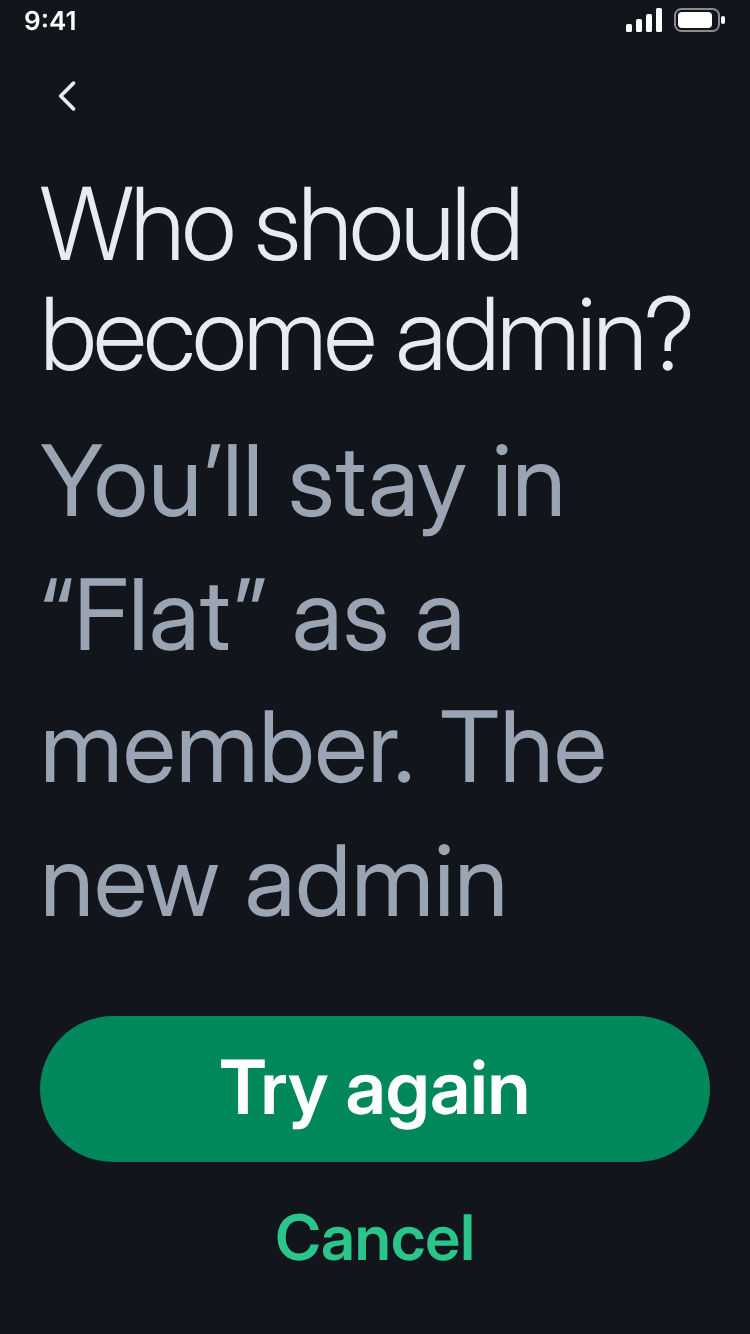 9:41
Who should
become admin?
You’ll stay in
“Flat” as a
member. The
new admin
Try again
Cancel